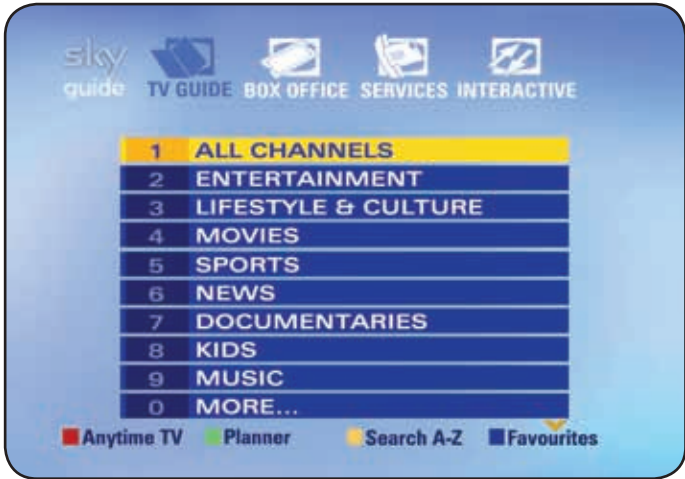 sky
guide
TV GUIDE BOX OFFICE SERVICES INTERACTIVE
1 ALL CHANNELS
2 ENTERTAINMENT
3 LIFESTYLE & CULTURE
4 MOVIES
5 SPORTS
6 NEWS
7 DOCUMENTARIES
8 KIDS
9 MUSIC
0 MORE...
Anytime TV Planner Search A-Z Favourites